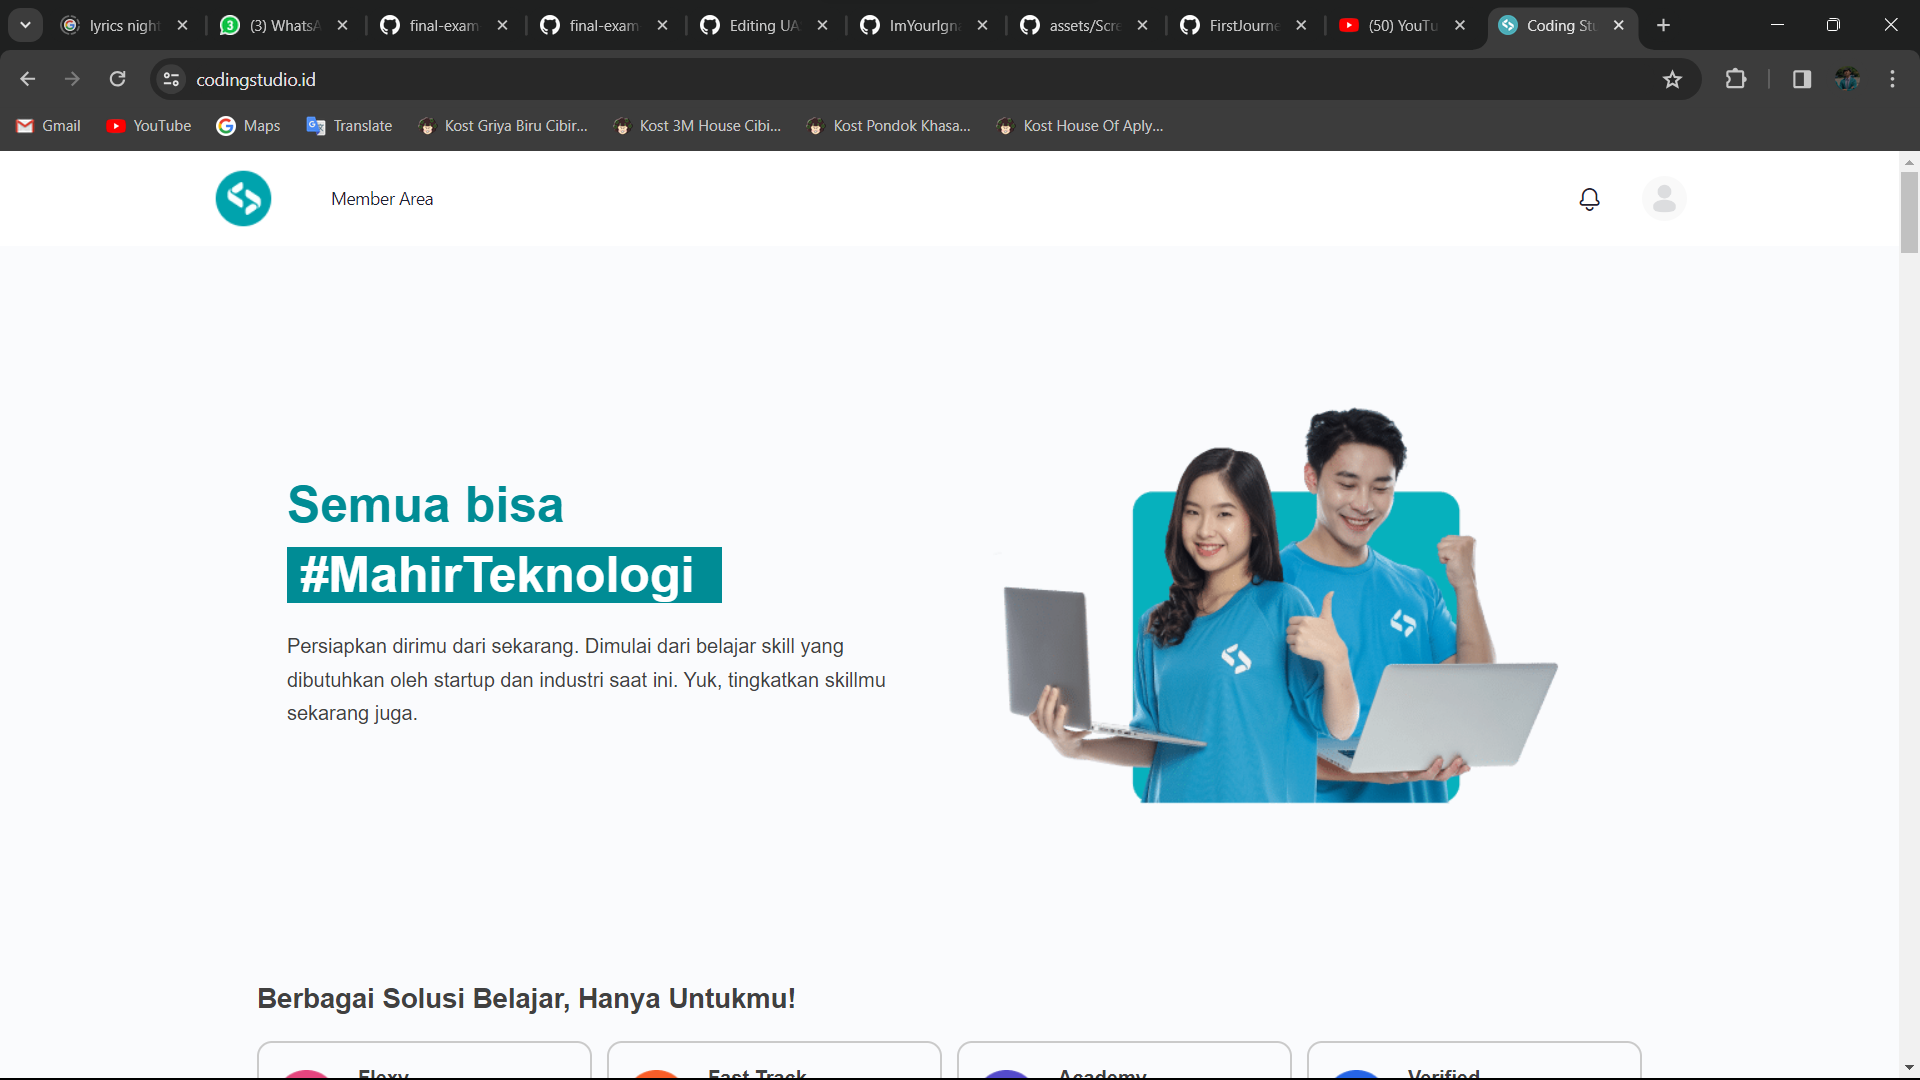 lyrics night
(3) WhatsA
final-exam
final-exam
Editing UA
ImYourIgna
assets/Scre
FirstJourne
(50) YouTu
Coding Stu
codingstudio.id
Gmail
YouTube
Maps
Translate
Kost Griya Biru Cibir...
Kost 3M House Cibi...
Kost Pondok Khasa...
Kost House Of Aply...
Member Area
Semua bisa
#MahirTeknologi
Persiapkan dirimu dari sekarang. Dimulai dari belajar skill yang
dibutuhkan oleh startup dan industri saat ini. Yuk, tingkatkan skillmu
sekarang juga.
Berbagai Solusi Belajar, Hanya Untukmu!
Flexy
Fast Track
Academy
Verified